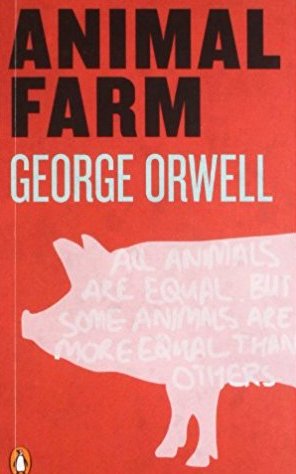 ANIMAL
FARM
GEORGE ORWELL
ALL ANIMALS
ARE EQUAL BUT
SOME ANIMALS ARE
MORE EQUAL THAN
OTHERS